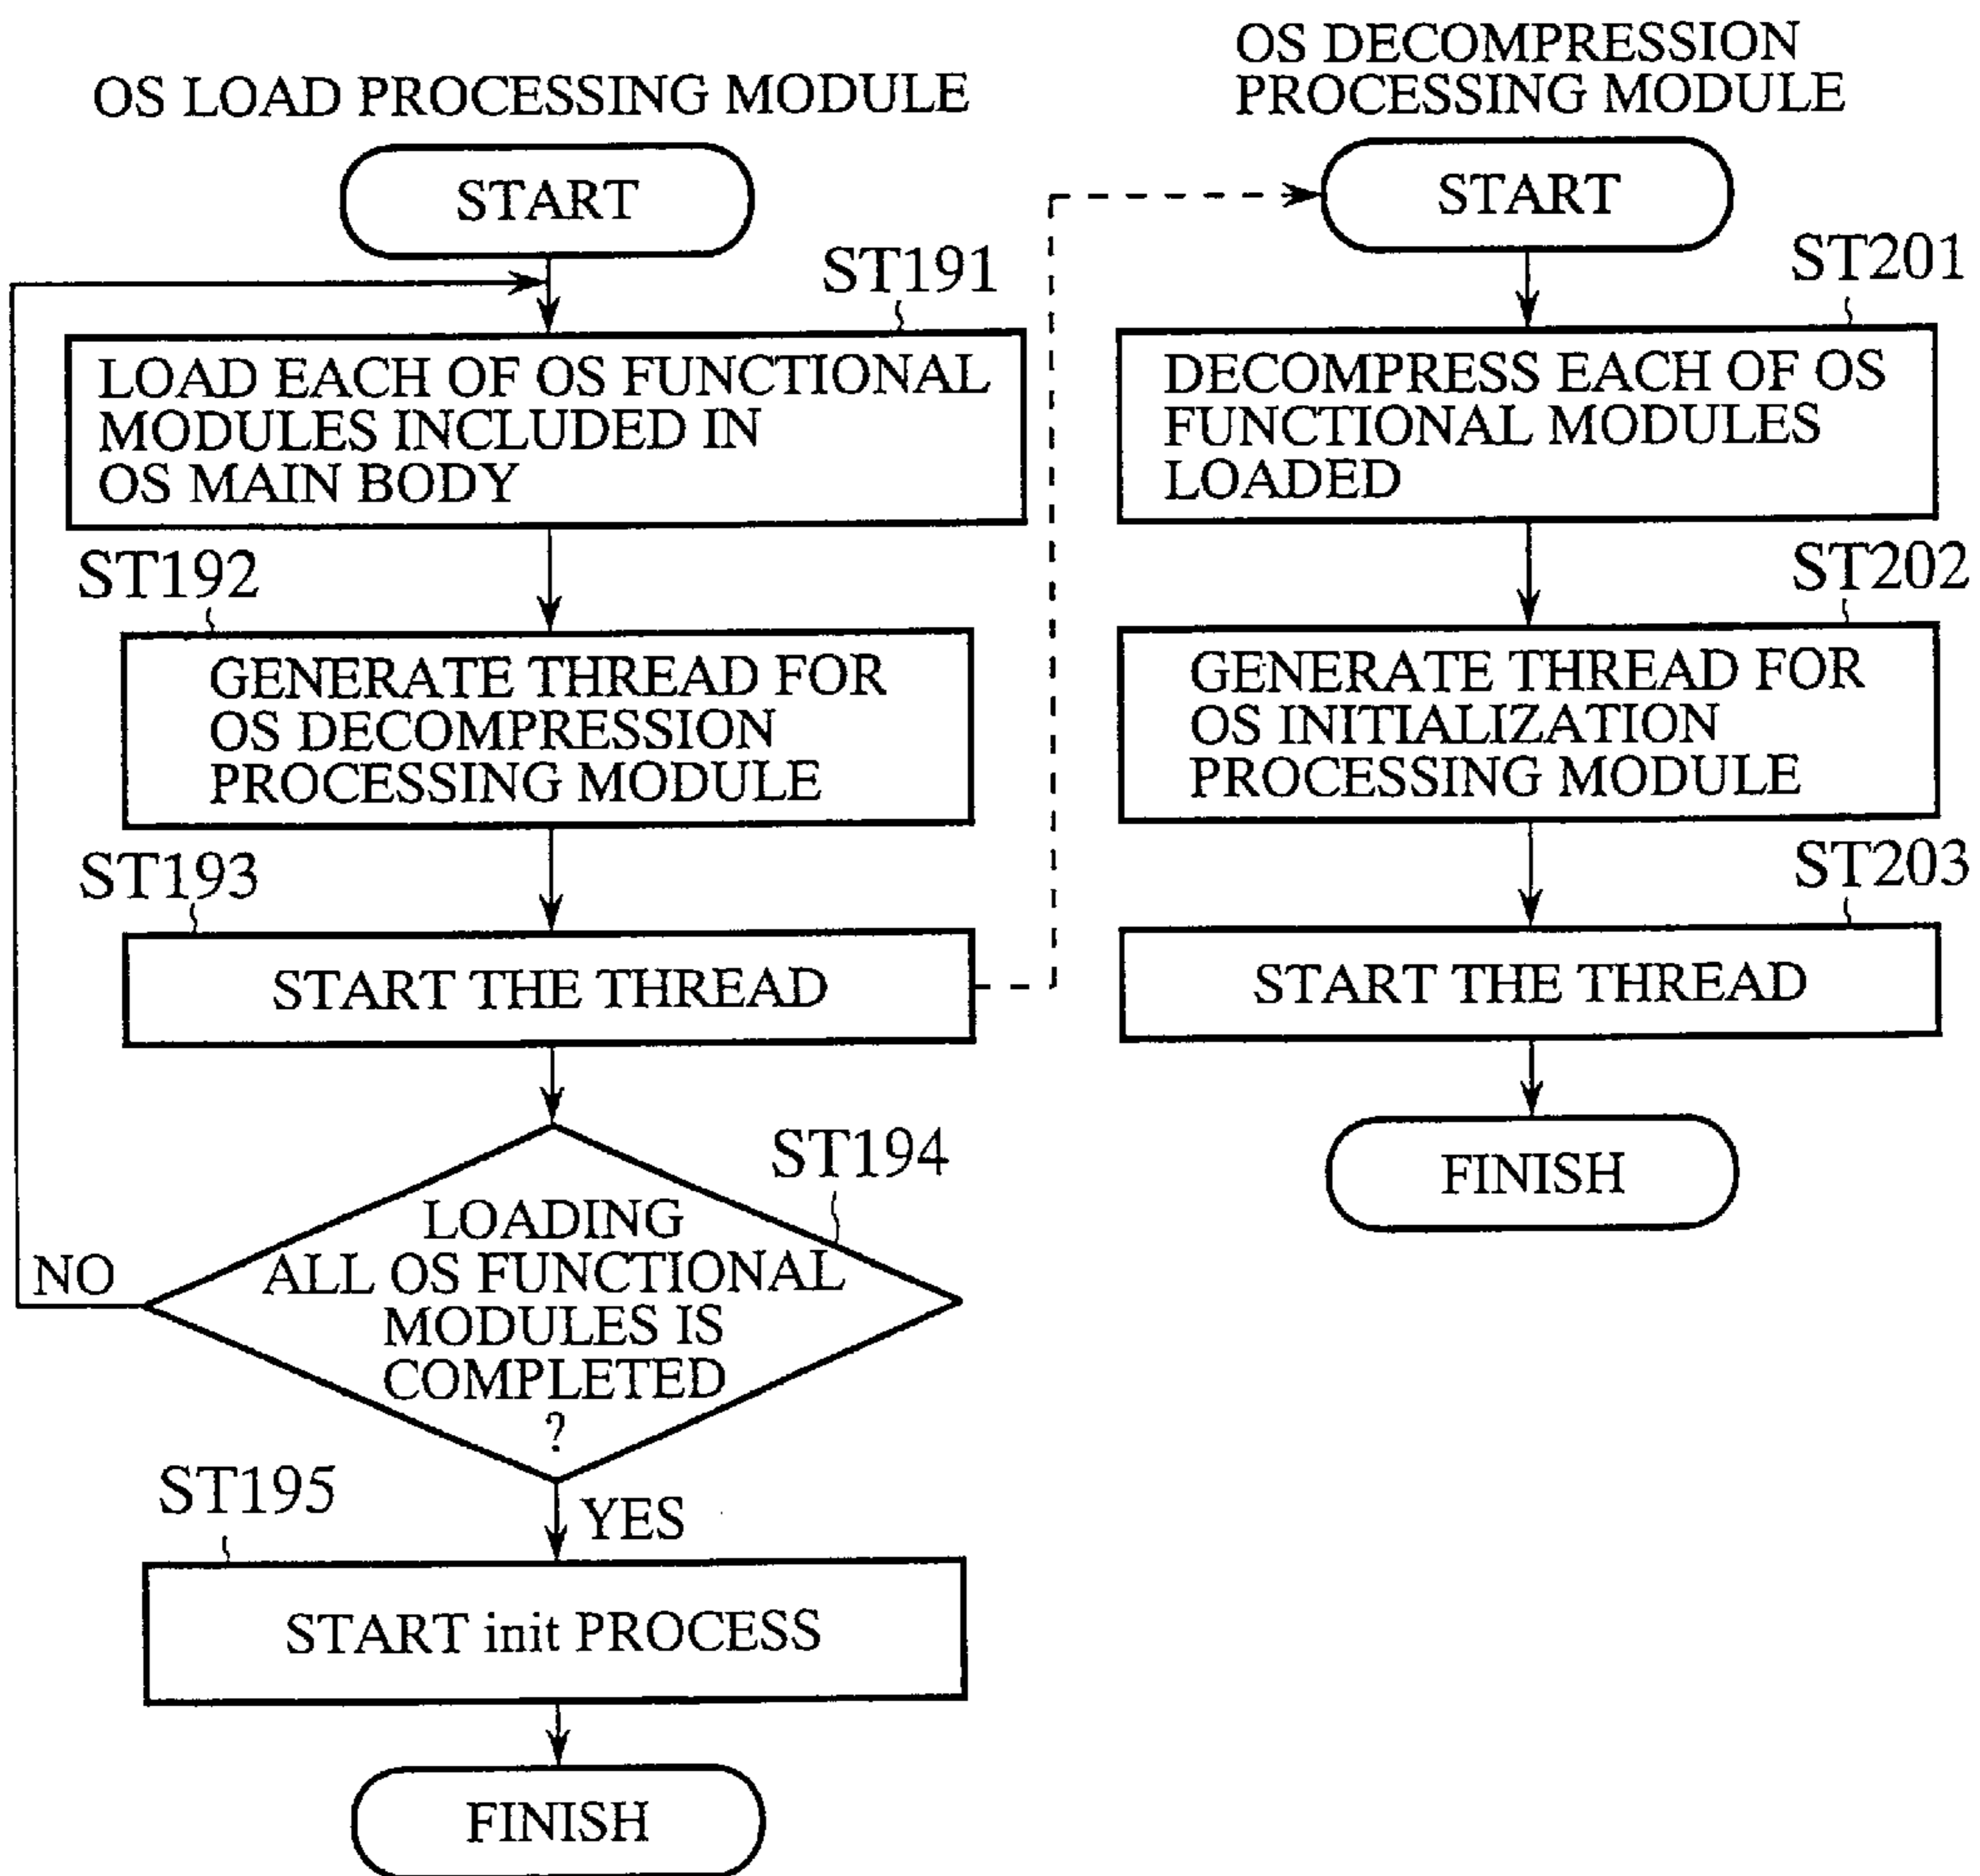 OS LOAD PROCESSING MODULE
START
ST191
LOAD EACH OF OS FUNCTIONAL
MODULES INCLUDED IN
OS MAIN BODY
ST192
GENERATE THREAD FOR
OS DECOMPRESSION
PROCESSING MODULE
ST193
START THE THREAD
ST194
LOADING
ALL OS FUNCTIONAL
MODULES IS
COMPLETED
?
NO
YES
ST195
START init PROCESS
FINISH
OS DECOMPRESSION
PROCESSING MODULE
START
ST201
DECOMPRESS EACH OF OS
FUNCTIONAL MODULES
LOADED
ST202
GENERATE THREAD FOR
OS INITIALIZATION
PROCESSING MODULE
ST203
START THE THREAD
FINISH